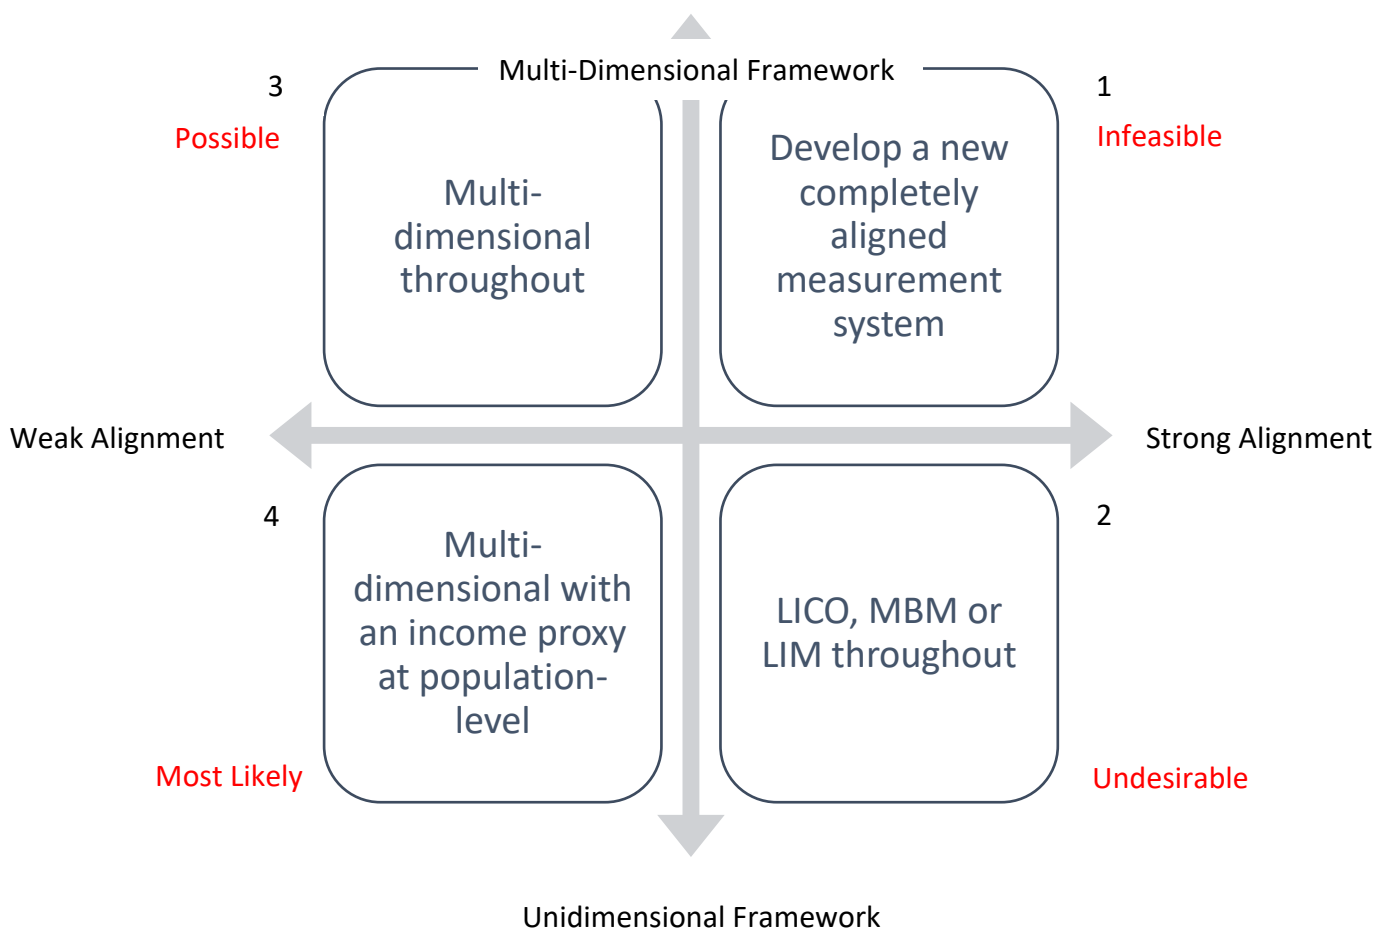 Multi-Dimensional Framework
3
Possible
1
Infeasible
Multi-
dimensional
throughout
Develop a new
completely
aligned
measurement
system
Weak Alignment
Strong Alignment
4
Most Likely
2
Undesirable
Multi-
dimensional with
an income proxy
at population-
level
LICO, MBM or
LIM throughout
Unidimensional Framework